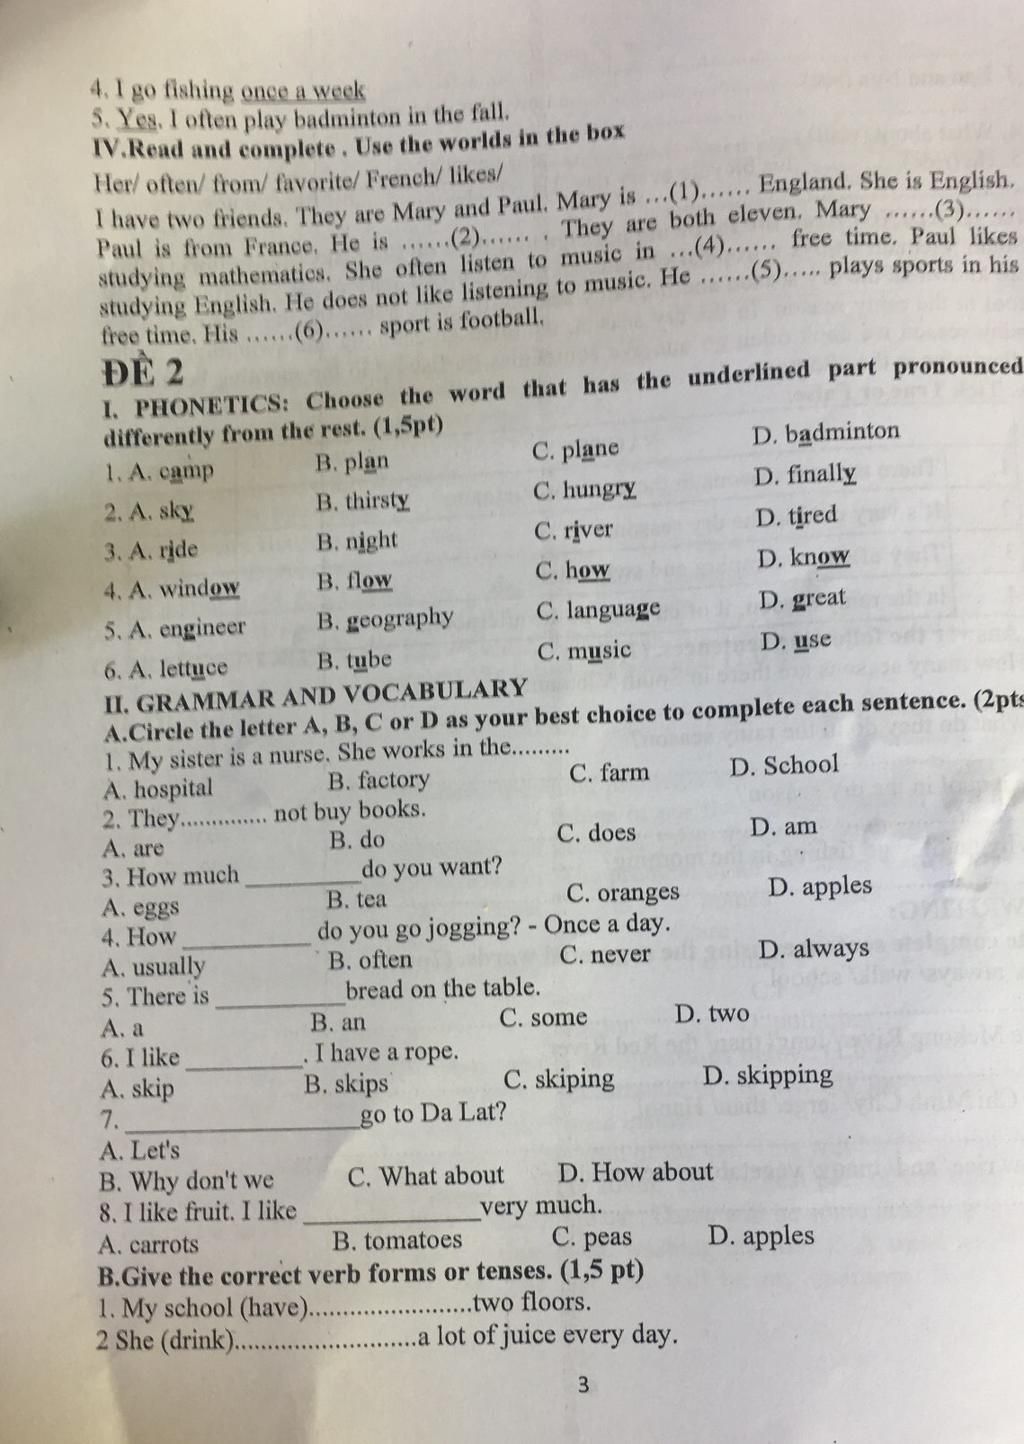 4. I go fishing once a week
5. Yes, I often play badminton in the fall.
IV.Read and complete . Use the worlds in the box
Her/ often/ from/ favorite/ French/ likes/
I have two friends. They are Mary and Paul. Mary is ...(1)...... England. She is English.
Paul is from France. He is ......(2)...... . They are both eleven. Mary ......(3)......
studying mathematics. She often listen to music in ...(4)...... free time. Paul likes
studying English. He does not like listening to music. He ......(5)..... plays sports in his
free time. His ......(6)...... sport is football.
ĐỀ 2
I. PHONETICS: Choose the word that has the underlined part pronounced
differently from the rest. (1,5pt)
1. A. camp B. plan C. plane D. badminton
2. A. sky B. thirsty C. hungry D. finally
3. A. ride B. night C. river D. tired
4. A. window B. flow C. how D. know
5. A. engineer B. geography C. language D. great
6. A. lettuce B. tube C. music D. use
II. GRAMMAR AND VOCABULARY
A.Circle the letter A, B, C or D as your best choice to complete each sentence. (2pts
1. My sister is a nurse. She works in the.........
A. hospital B. factory C. farm D. School
2. They.............. not buy books.
A. are B. do C. does D. am
3. How much _________ do you want?
A. eggs B. tea C. oranges D. apples
4. How __________ do you go jogging? - Once a day.
A. usually B. often C. never D. always
5. There is __________bread on the table.
A. a B. an C. some D. two
6. I like _________. I have a rope.
A. skip B. skips C. skiping D. skipping
7. __________________go to Da Lat?
A. Let's
B. Why don't we C. What about D. How about
8. I like fruit. I like ______________very much.
A. carrots B. tomatoes C. peas D. apples
B.Give the correct verb forms or tenses. (1,5 pt)
1. My school (have)........................two floors.
2 She (drink)...........................a lot of juice every day.
3